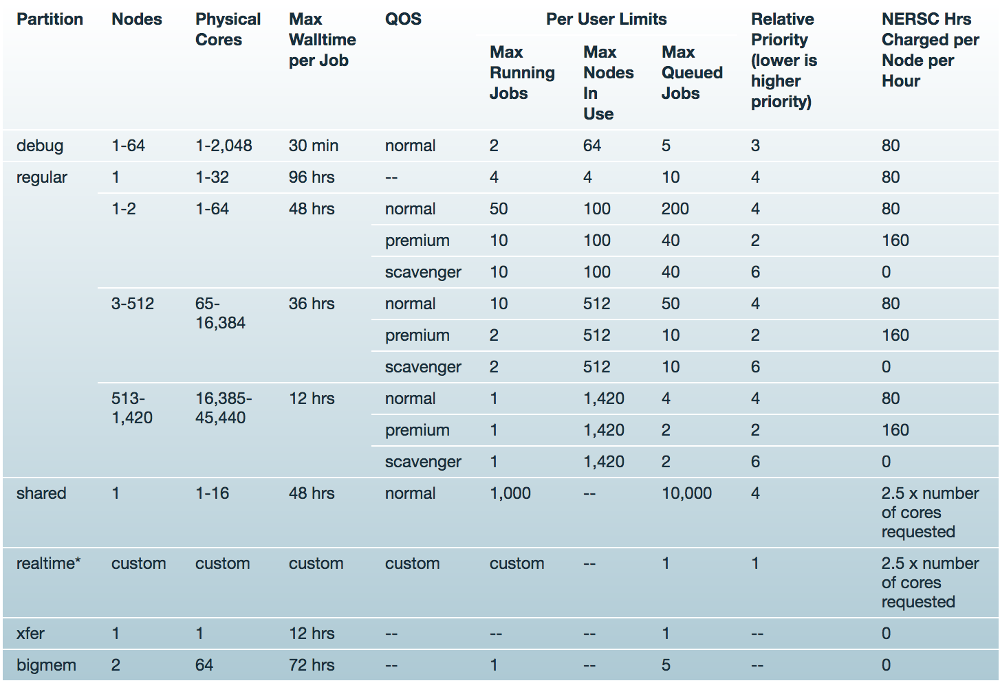 Partition Nodes Physical Cores Max Walltime per Job QOS Per User Limits Relative Priority (lower is higher priority) NERSC Hrs Charged per Node per Hour
Max Running Jobs Max Nodes In Use Max Queued Jobs
debug 1-64 1-2,048 30 min normal 2 64 5 3 80
regular 1 1-32 96 hrs -- 4 4 10 4 80
1-2 1-64 48 hrs normal 50 100 200 4 80
premium 10 100 40 2 160
scavenger 10 100 40 6 0
3-512 65-16,384 36 hrs normal 10 512 50 4 80
premium 2 512 10 2 160
scavenger 2 512 10 6 0
513-1,420 16,385-45,440 12 hrs normal 1 1,420 4 4 80
premium 1 1,420 2 2 160
scavenger 1 1,420 2 6 0
shared 1 1-16 48 hrs normal 1,000 -- 10,000 4 2.5 x number of cores requested
realtime* custom custom custom custom custom -- 1 1 2.5 x number of cores requested
xfer 1 1 12 hrs -- -- -- 1 -- 0
bigmem 2 64 72 hrs -- 1 -- 5 -- 0